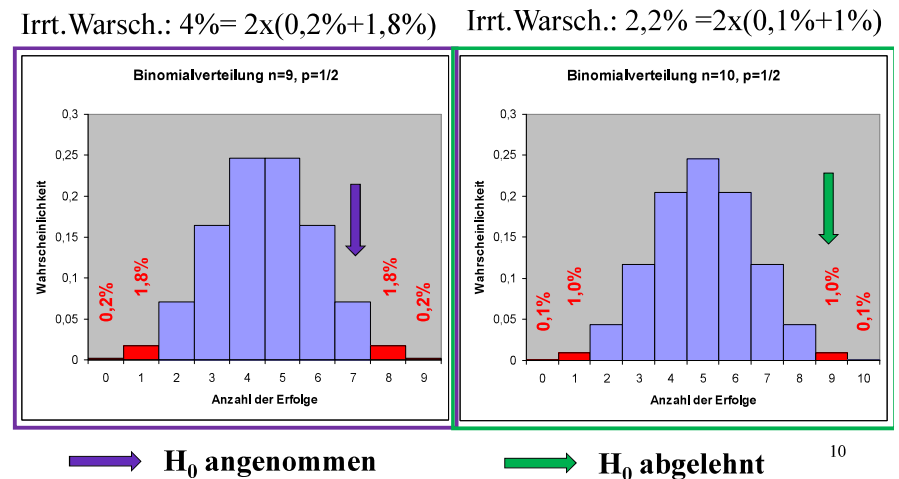 Irrt.Warsch.: 4%= 2x(0,2%+1,8%)
Irrt.Warsch.: 2,2% =2x(0,1%+1%)
Binomialverteilung n=9, p=1/2
0,3
0,25
0,2
0,15
0,1
0,05
0
Wahrscheinlichkeit
0,2%
1,8%
1,8%
0,2%
0 1 2 3 4 5 6 7 8 9
Anzahl der Erfolge
Binomialverteilung n=10, p=1/2
0,3
0,25
0,2
0,15
0,1
0,05
0
Wahrscheinlichkeit
0,1%
1,0%
1,0%
0,1%
0 1 2 3 4 5 6 7 8 9 10
Anzahl der Erfolge
H₀ angenommen
H₀ abgelehnt
10